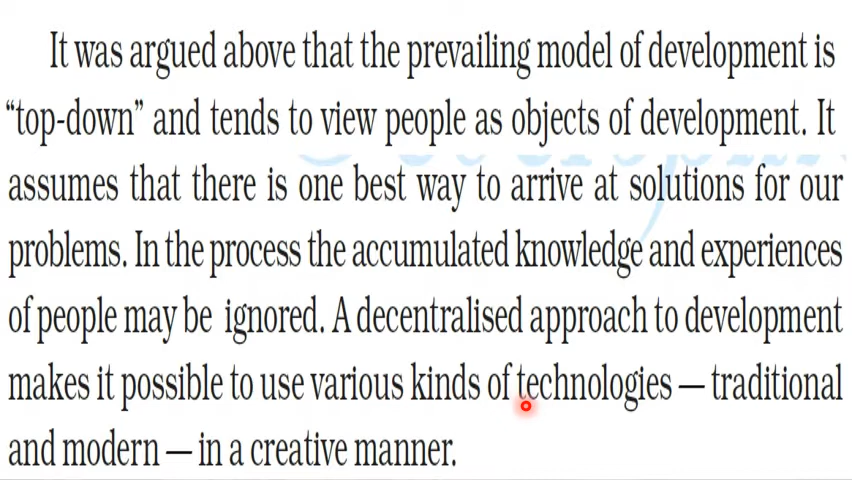 It was argued above that the prevailing model of development is
“top-down” and tends to view people as objects of development. It
assumes that there is one best way to arrive at solutions for our
problems. In the process the accumulated knowledge and experiences
of people may be ignored. A decentralised approach to development
makes it possible to use various kinds of technologies — traditional
and modern — in a creative manner.